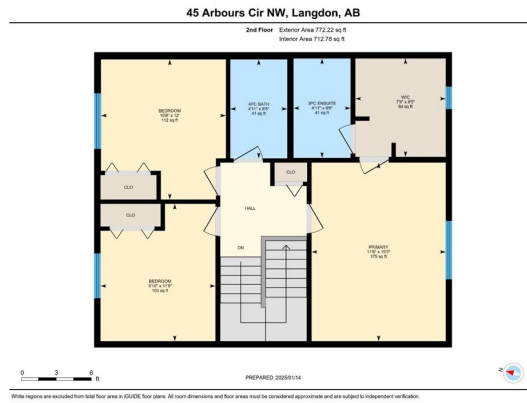 45 Arbours Cir NW, Langdon, AB
2nd Floor Exterior Area 772.22 sq ft
Interior Area 712.78 sq ft
BEDROOM
10'8" x 12'
112 sq ft
4PC BATH
4'11" x 8'5"
41 sq ft
3PC ENSUITE
4'11" x 8'6"
41 sq ft
WIC
7'9" x 8'5"
64 sq ft
CLO
CLO
CLO
HALL
DN
BEDROOM
9'10" x 11'8"
103 sq ft
PRIMARY
11'6" x 15'3"
175 sq ft
0 3 6
ft
PREPARED: 2025/01/14
N
White regions are excluded from total floor area in iGUIDE floor plans. All room dimensions and floor areas must be considered approximate and are subject to independent verification.